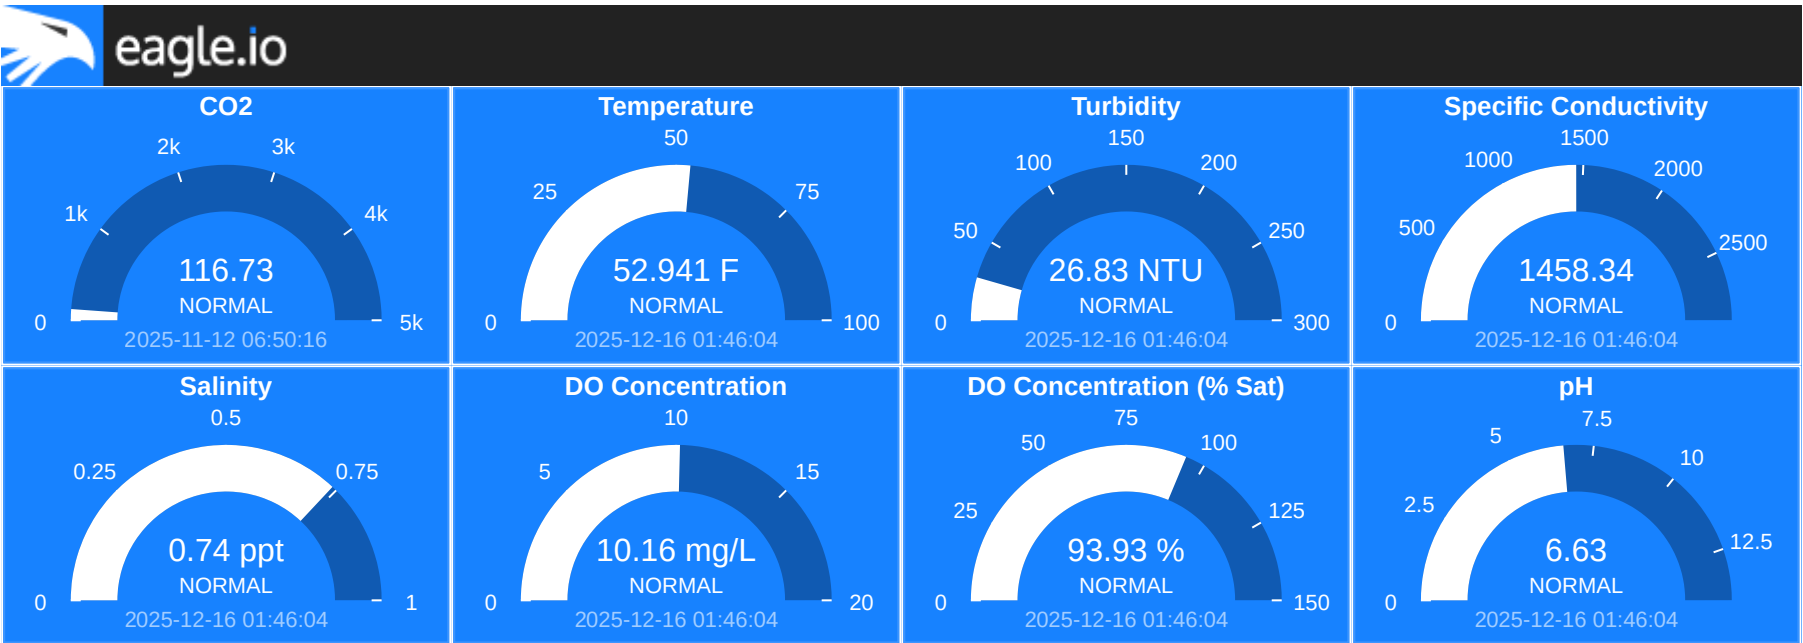 eagle.io
CO2
2k
3k
1k
4k
116.73
NORMAL
0
5k
2025-11-12 06:50:16
Temperature
50
25
75
52.941 F
NORMAL
0
100
2025-12-16 01:46:04
Turbidity
150
100
200
50
250
26.83 NTU
NORMAL
0
300
2025-12-16 01:46:04
Specific Conductivity
1500
1000
2000
500
2500
1458.34
NORMAL
0
2025-12-16 01:46:04
Salinity
0.5
0.25
0.75
0.74 ppt
NORMAL
0
1
2025-12-16 01:46:04
DO Concentration
10
5
15
10.16 mg/L
NORMAL
0
20
2025-12-16 01:46:04
DO Concentration (% Sat)
75
50
100
25
125
93.93 %
NORMAL
0
150
2025-12-16 01:46:04
pH
7.5
5
10
2.5
12.5
6.63
NORMAL
0
2025-12-16 01:46:04